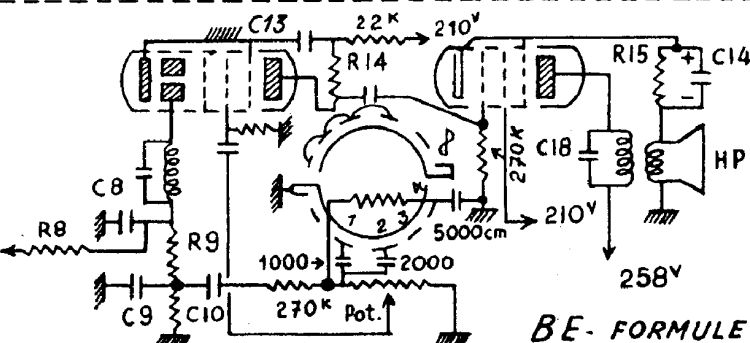 C13
22K
210V
R14
R15
+
C14
-
270K
C18
HP
C8
1
2
3
K
5000cm
210V
R8
R9
1000
2000
258V
C9
C10
270K
Pot.
BE- FORMULE